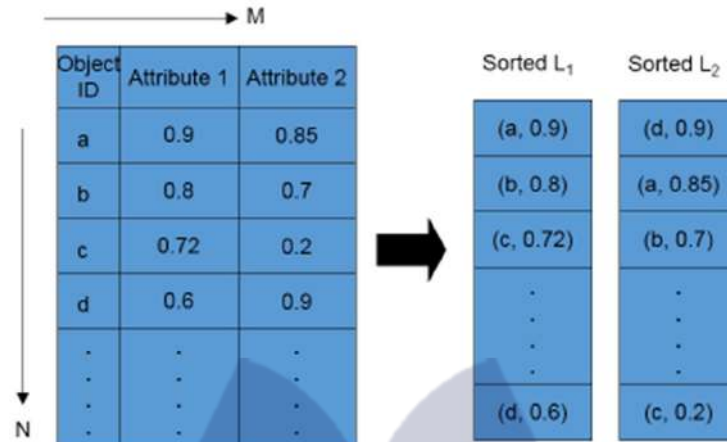 M
Object ID Attribute 1 Attribute 2
a 0.9 0.85
b 0.8 0.7
c 0.72 0.2
d 0.6 0.9
. . .
. . .
. . .
. . .
N
Sorted L₁ Sorted L₂
(a, 0.9) (d, 0.9)
(b, 0.8) (a, 0.85)
(c, 0.72) (b, 0.7)
. .
. .
. .
. .
(d, 0.6) (c, 0.2)